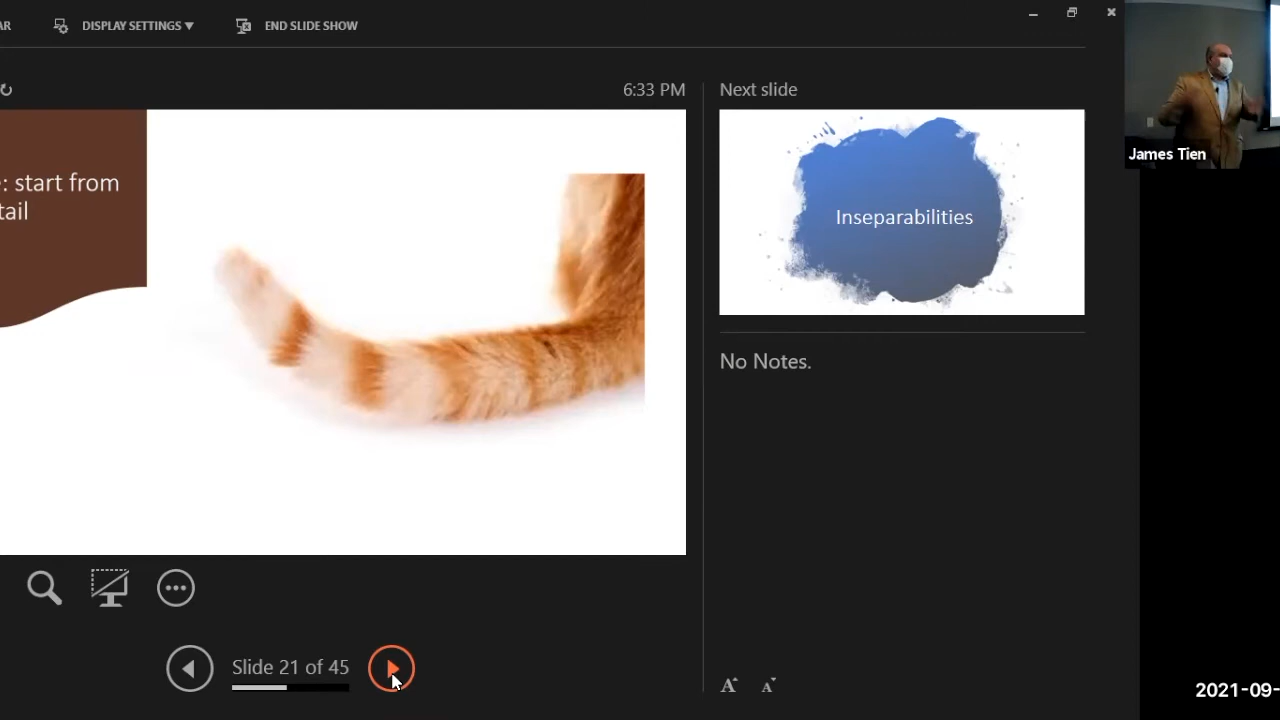 AR
DISPLAY SETTINGS
END SLIDE SHOW
6:33 PM
Next slide
: start from
tail
Inseparabilities
James Tien
No Notes.
Slide 21 of 45
A
A
2021-09-